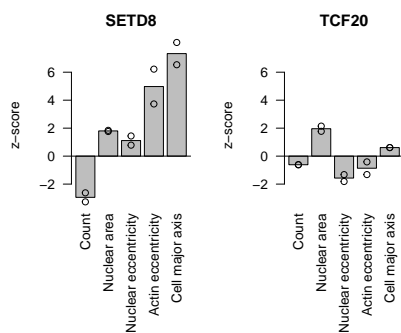 SETD8
z-score
6
4
2
0
−2
Count
Nuclear area
Nuclear eccentricity
Actin eccentricity
Cell major axis
TCF20
z-score
6
4
2
0
−2
Count
Nuclear area
Nuclear eccentricity
Actin eccentricity
Cell major axis